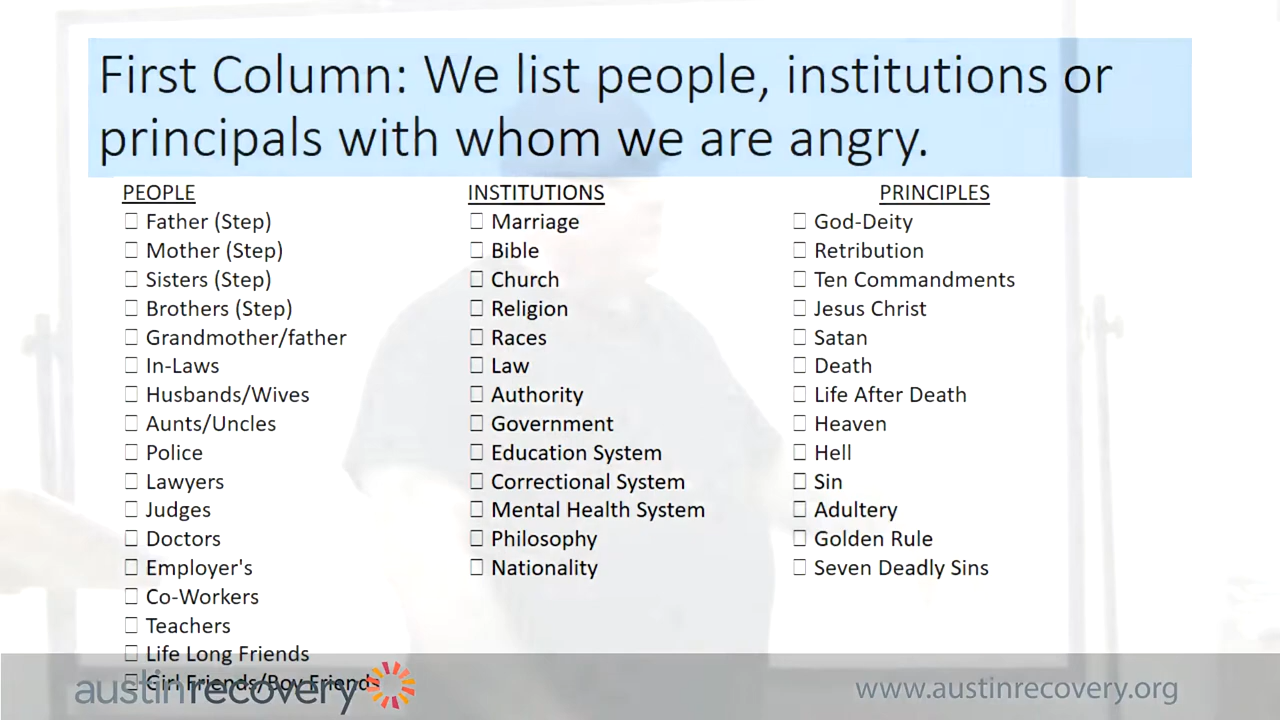 First Column: We list people, institutions or
principals with whom we are angry.
PEOPLE
☐ Father (Step)
☐ Mother (Step)
☐ Sisters (Step)
☐ Brothers (Step)
☐ Grandmother/father
☐ In-Laws
☐ Husbands/Wives
☐ Aunts/Uncles
☐ Police
☐ Lawyers
☐ Judges
☐ Doctors
☐ Employer's
☐ Co-Workers
☐ Teachers
☐ Life Long Friends
☐ Girl Friends/Boy Friends
INSTITUTIONS
☐ Marriage
☐ Bible
☐ Church
☐ Religion
☐ Races
☐ Law
☐ Authority
☐ Government
☐ Education System
☐ Correctional System
☐ Mental Health System
☐ Philosophy
☐ Nationality
PRINCIPLES
☐ God-Deity
☐ Retribution
☐ Ten Commandments
☐ Jesus Christ
☐ Satan
☐ Death
☐ Life After Death
☐ Heaven
☐ Hell
☐ Sin
☐ Adultery
☐ Golden Rule
☐ Seven Deadly Sins
austinrecovery
www.austinrecovery.org